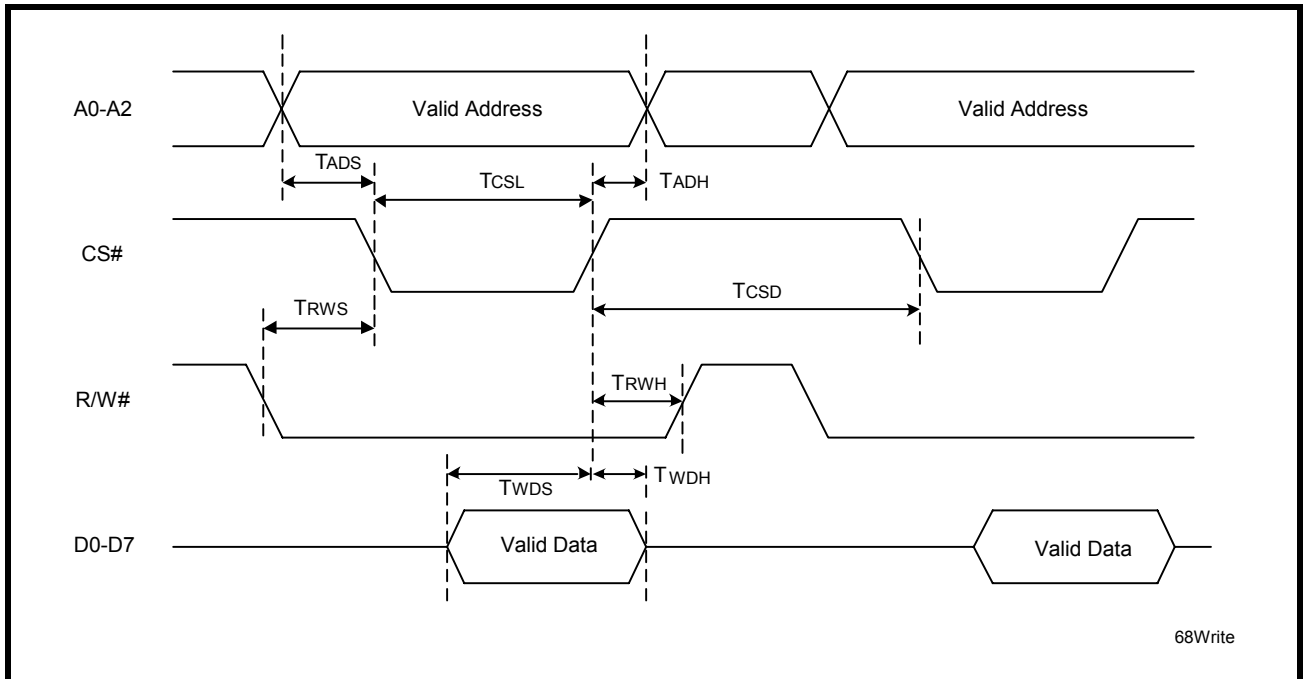 A0-A2
Valid Address
Valid Address
TADS
TCSL
TADH
CS#
TCSD
TRWS
TRWH
R/W#
TWDS
TWDH
D0-D7
Valid Data
Valid Data
68Write